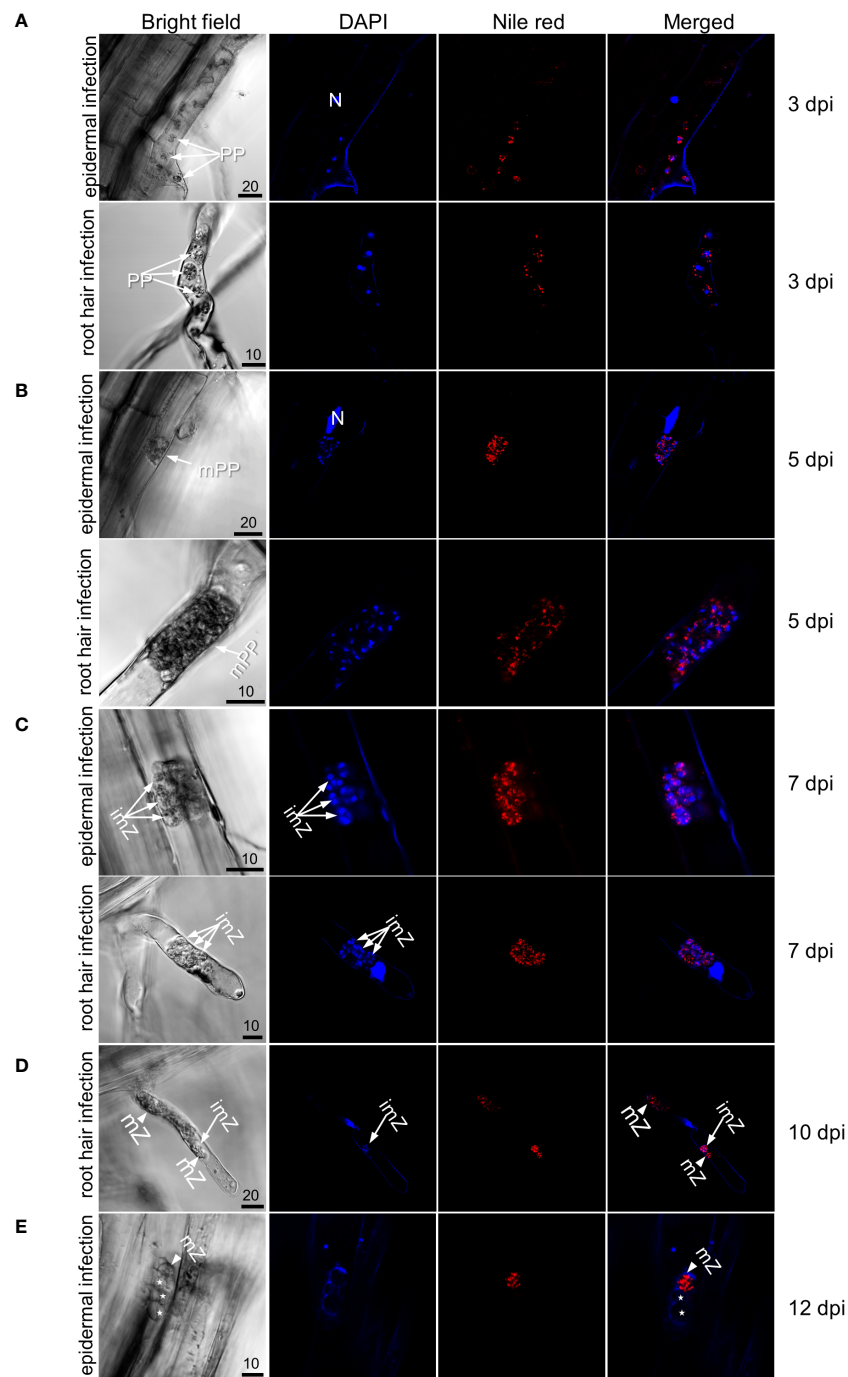 A
Bright field
DAPI
Nile red
Merged
epidermal infection
PP
20
N
3 dpi
root hair infection
PP
10
3 dpi
B
epidermal infection
mPP
20
N
5 dpi
root hair infection
mPP
10
5 dpi
C
epidermal infection
imZ
10
imZ
7 dpi
root hair infection
imZ
10
imZ
7 dpi
D
root hair infection
mZ
imZ
mZ
20
imZ
mZ
imZ
mZ
10 dpi
E
epidermal infection
mZ
10
mZ
12 dpi